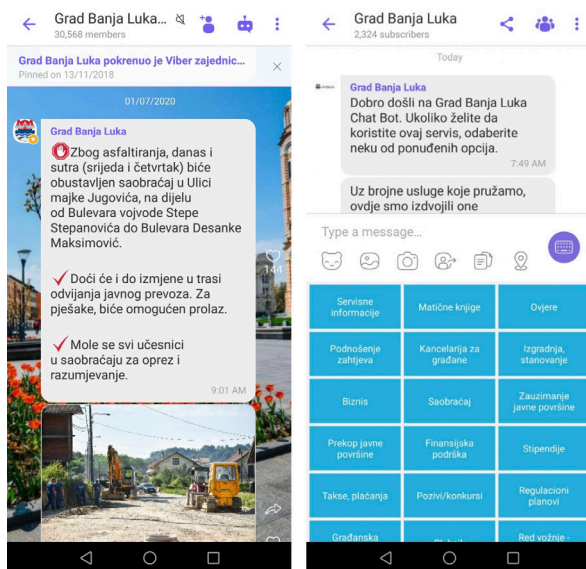 Grad Banja Luka...
30,568 members
Grad Banja Luka pokrenuo je Viber zajednic...
Pinned on 13/11/2018
01/07/2020
Grad Banja Luka
Zbog asfaltiranja, danas i
sutra (srijeda i četvrtak) biće
obustavljen saobraćaj u Ulici
majke Jugovića, na dijelu
od Bulevara vojvode Stepe
Stepanovića do Bulevara Desanke
Maksimović.
Doći će i do izmjene u trasi
odvijanja javnog prevoza. Za
pješake, biće omogućen prolaz.
Mole se svi učesnici
u saobraćaju za oprez i
razumjevanje.
9:01 AM
144
Grad Banja Luka
2,324 subscribers
Today
Grad Banja Luka
Dobro došli na Grad Banja Luka
Chat Bot. Ukoliko želite da
koristite ovaj servis, odaberite
neku od ponuđenih opcija.
7:49 AM
Uz brojne usluge koje pružamo,
ovdje smo izdvojili one
Type a message...
Servisne
informacije
Matične knjige
Ovjere
Podnošenje
zahtjeva
Kancelarija za
građane
Izgradnja,
stanovanje
Biznis
Saobraćaj
Zauzimanje
javne površine
Prekop javne
površine
Finansijska
podrška
Stipendije
Takse, plaćanja
Pozivi/konkursi
Regulacioni
planovi
Građanska
Red vožnje -